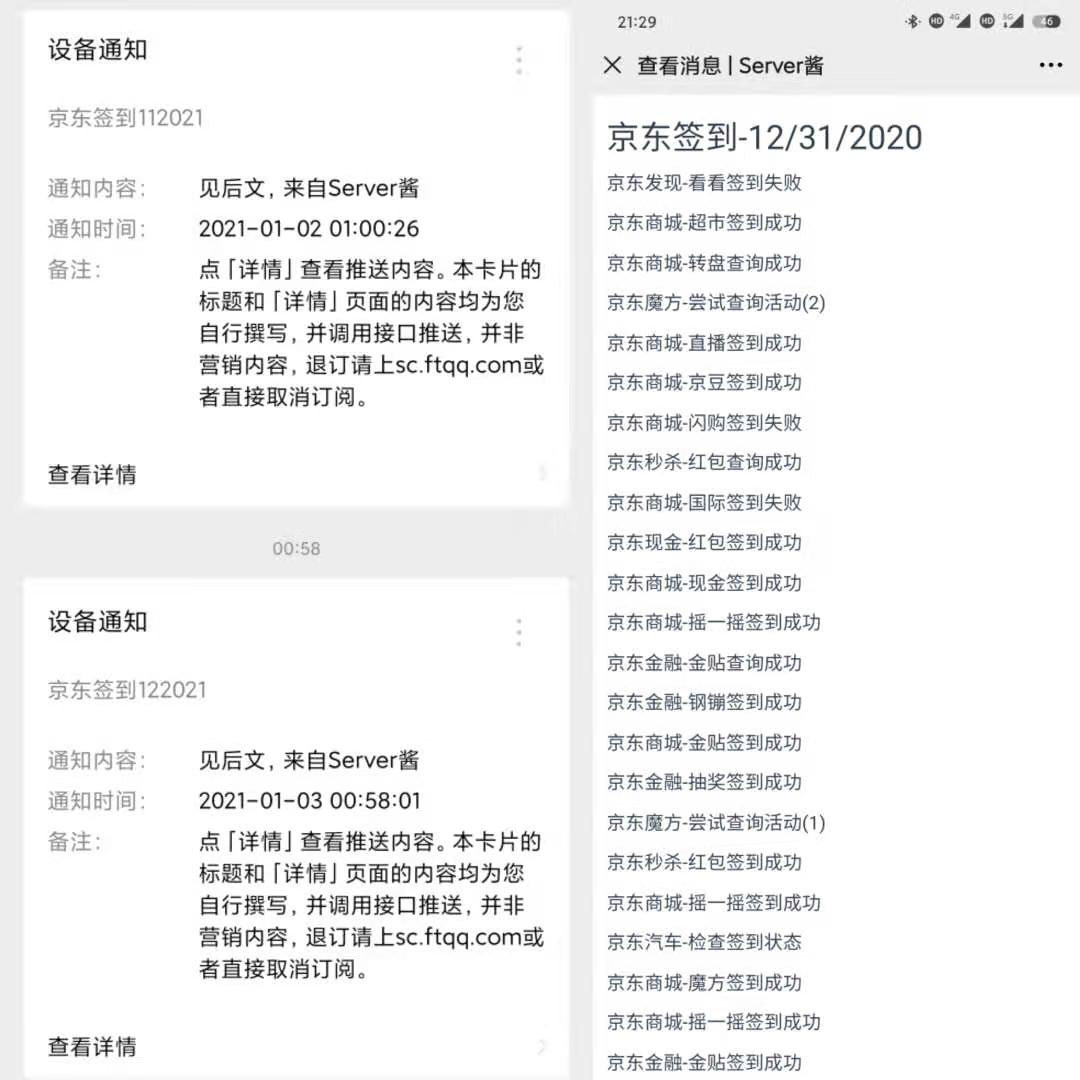 设备通知
京东签到112021
通知内容： 见后文，来自Server酱
通知时间： 2021-01-02 01:00:26
备注： 点「详情」查看推送内容。本卡片的
标题和「详情」页面的内容均为您
自行撰写，并调用接口推送，并非
营销内容，退订请上sc.ftqq.com或
者直接取消订阅。
查看详情
00:58
设备通知
京东签到122021
通知内容： 见后文，来自Server酱
通知时间： 2021-01-03 00:58:01
备注： 点「详情」查看推送内容。本卡片的
标题和「详情」页面的内容均为您
自行撰写，并调用接口推送，并非
营销内容，退订请上sc.ftqq.com或
者直接取消订阅。
查看详情
21:29 HD 4G HD 5G 46
查看消息 | Server酱
京东签到-12/31/2020
京东发现-看看签到失败
京东商城-超市签到成功
京东商城-转盘查询成功
京东魔方-尝试查询活动(2)
京东商城-直播签到成功
京东商城-京豆签到成功
京东商城-闪购签到失败
京东秒杀-红包查询成功
京东商城-国际签到失败
京东现金-红包签到成功
京东商城-现金签到成功
京东商城-摇一摇签到成功
京东金融-金贴查询成功
京东金融-钢镚签到成功
京东商城-金贴签到成功
京东金融-抽奖签到成功
京东魔方-尝试查询活动(1)
京东秒杀-红包签到成功
京东商城-摇一摇签到成功
京东汽车-检查签到状态
京东商城-魔方签到成功
京东商城-摇一摇签到成功
京东金融-金贴签到成功